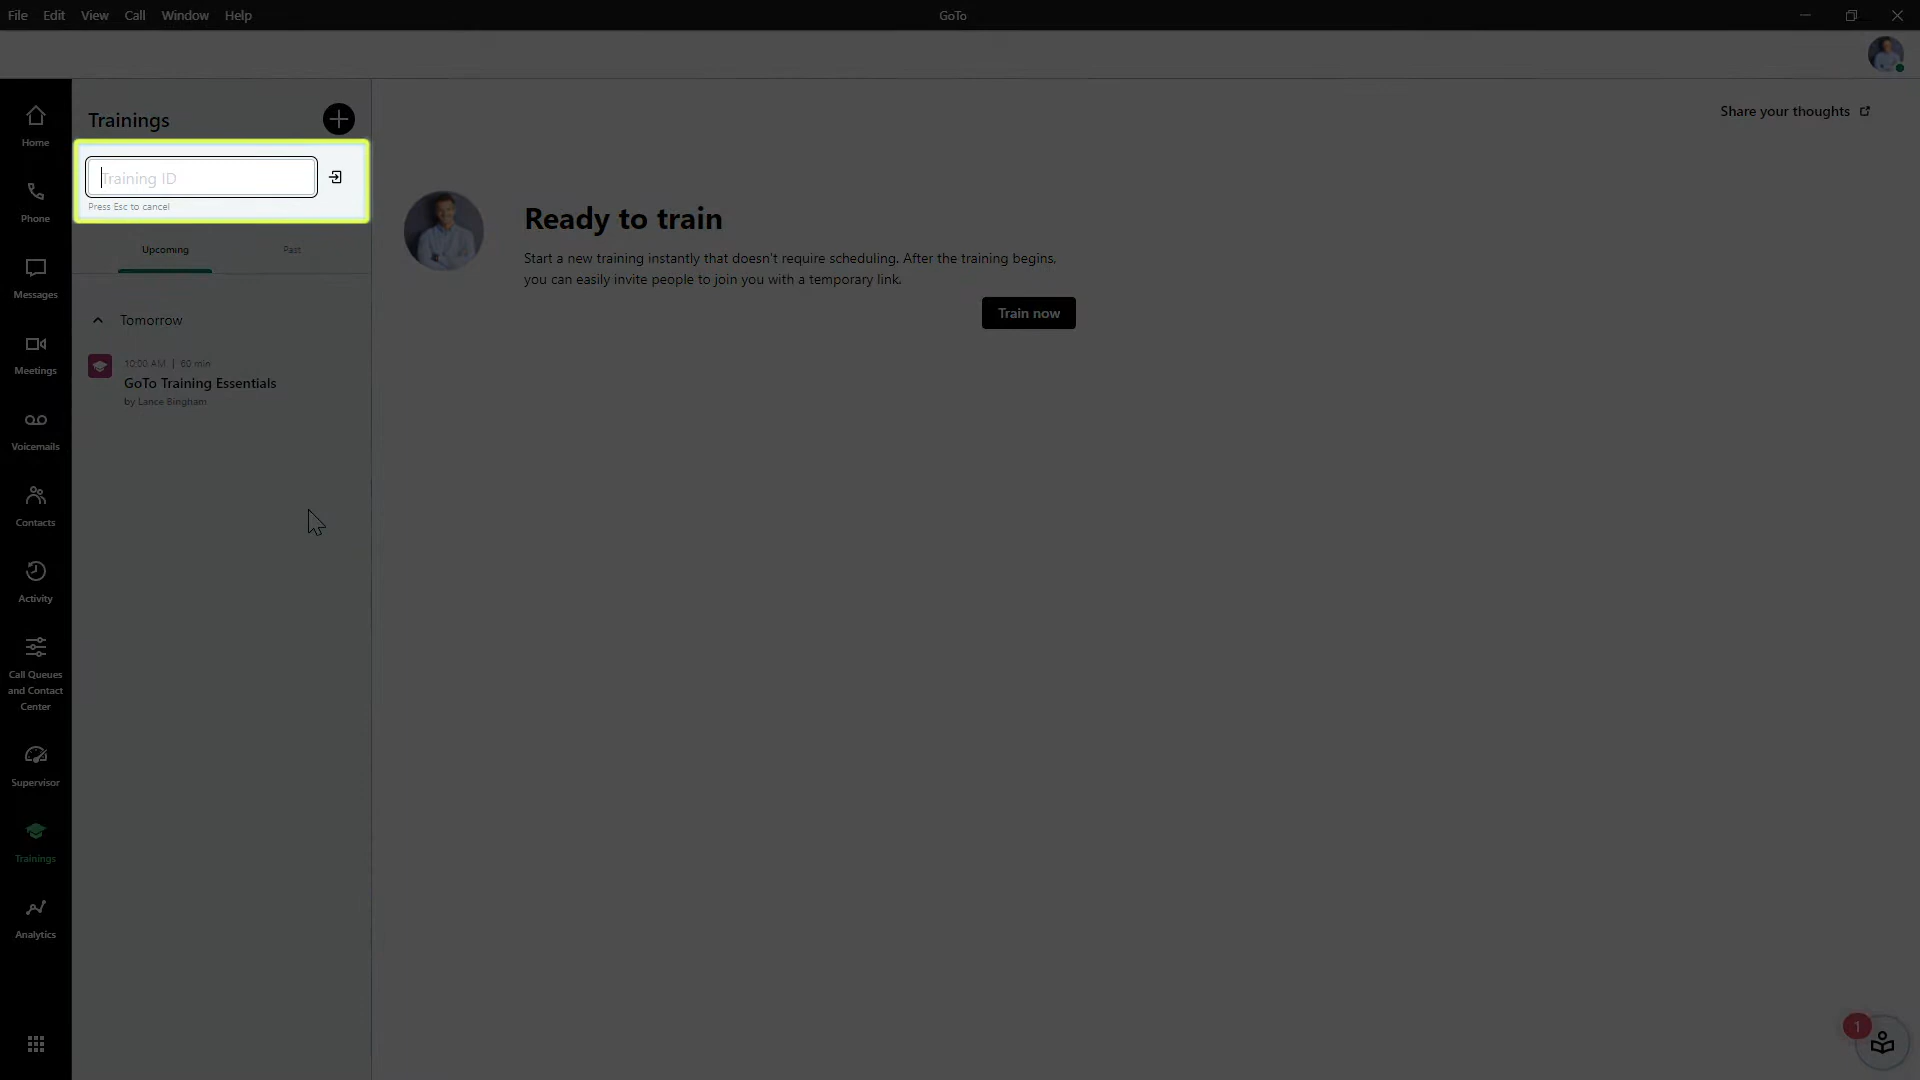 File Edit View Call Window Help
GoTo
Trainings
Share your thoughts
Home
Training ID
Press Esc to cancel
Phone
Ready to train
Upcoming
Past
Start a new training instantly that doesn't require scheduling. After the training begins,
you can easily invite people to join you with a temporary link.
Messages
Train now
Tomorrow
Meetings
10:00 AM | 60 min
GoTo Training Essentials
by Lance Bingham
Voicemails
Contacts
Activity
Call Queues
and Contact
Center
Supervisor
Trainings
Analytics
1